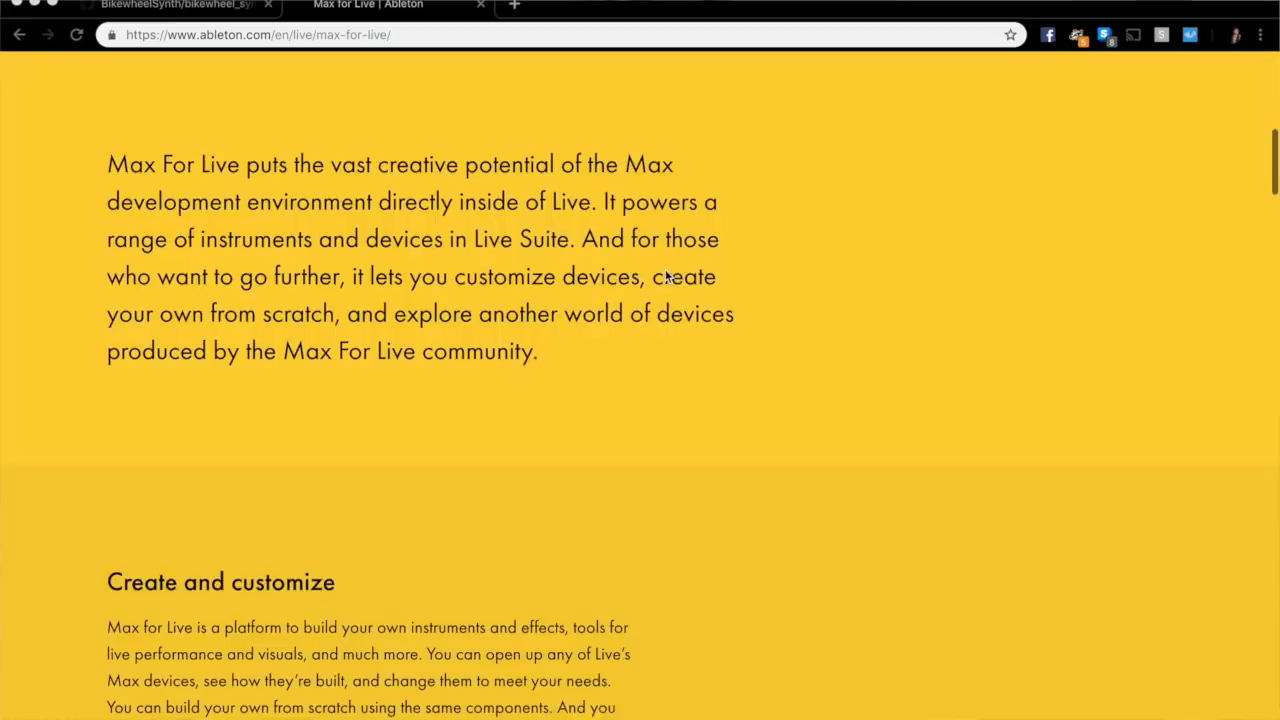 BikewheelSynth/bikewheel_sy
Max for Live | Ableton
https://www.ableton.com/en/live/max-for-live/
Max For Live puts the vast creative potential of the Max
development environment directly inside of Live. It powers a
range of instruments and devices in Live Suite. And for those
who want to go further, it lets you customize devices, create
your own from scratch, and explore another world of devices
produced by the Max For Live community.
Create and customize
Max for Live is a platform to build your own instruments and effects, tools for
live performance and visuals, and much more. You can open up any of Live’s
Max devices, see how they’re built, and change them to meet your needs.
You can build your own from scratch using the same components. And you